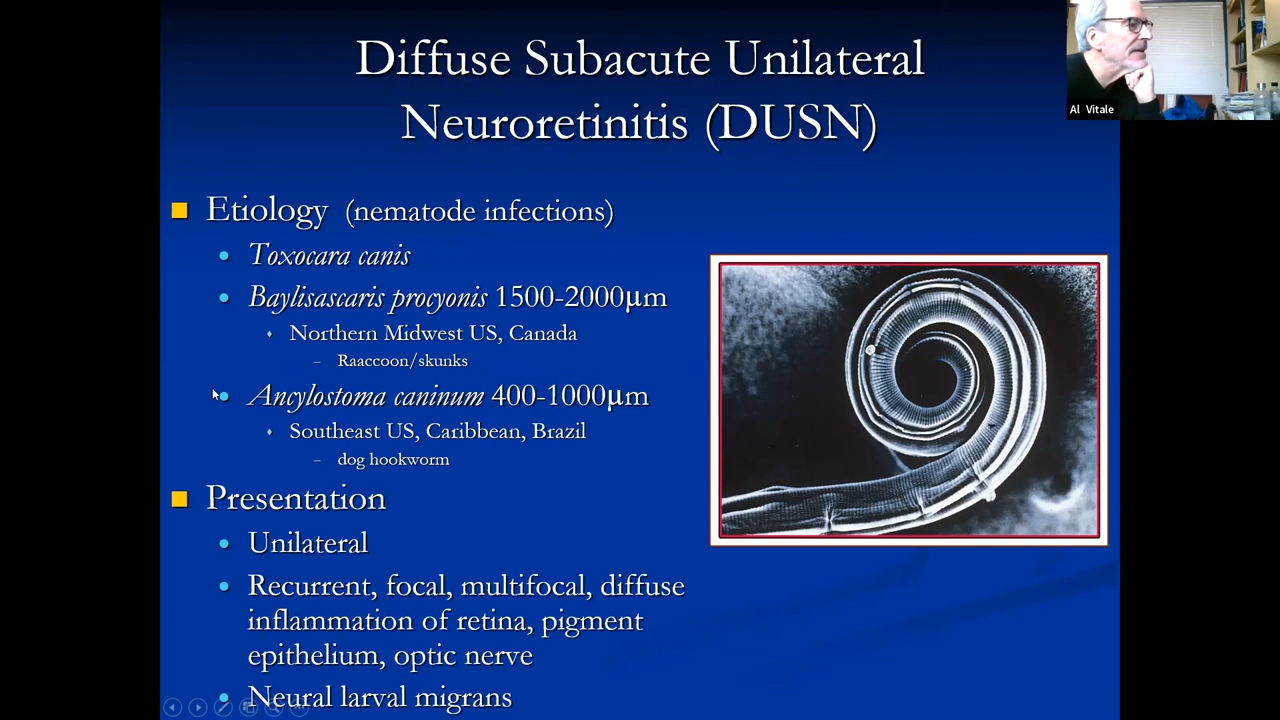 Diffuse Subacute Unilateral
Neuroretinitis (DUSN)
Al Vitale
Etiology (nematode infections)
Toxocara canis
Baylisascaris procyonis 1500-2000µm
Northern Midwest US, Canada
Raaccoon/skunks
Ancylostoma caninum 400-1000µm
Southeast US, Caribbean, Brazil
dog hookworm
Presentation
Unilateral
Recurrent, focal, multifocal, diffuse
inflammation of retina, pigment
epithelium, optic nerve
Neural larval migrans